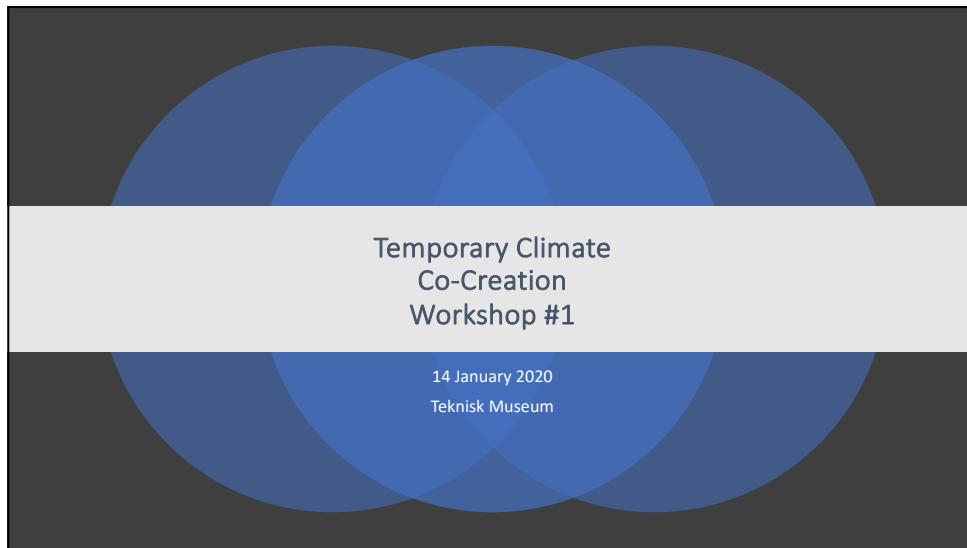 Temporary Climate
Co-Creation
Workshop #1
14 January 2020
Teknisk Museum